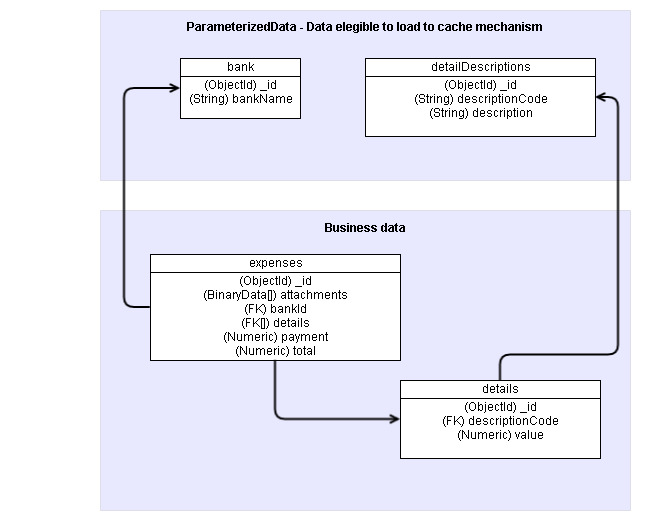 ParameterizedData - Data elegible to load to cache mechanism
bank
(ObjectId) _id
(String) bankName
detailDescriptions
(ObjectId) _id
(String) descriptionCode
(String) description
Business data
expenses
(ObjectId) _id
(BinaryData[]) attachments
(FK) bankId
(FK[]) details
(Numeric) payment
(Numeric) total
details
(ObjectId) _id
(FK) descriptionCode
(Numeric) value